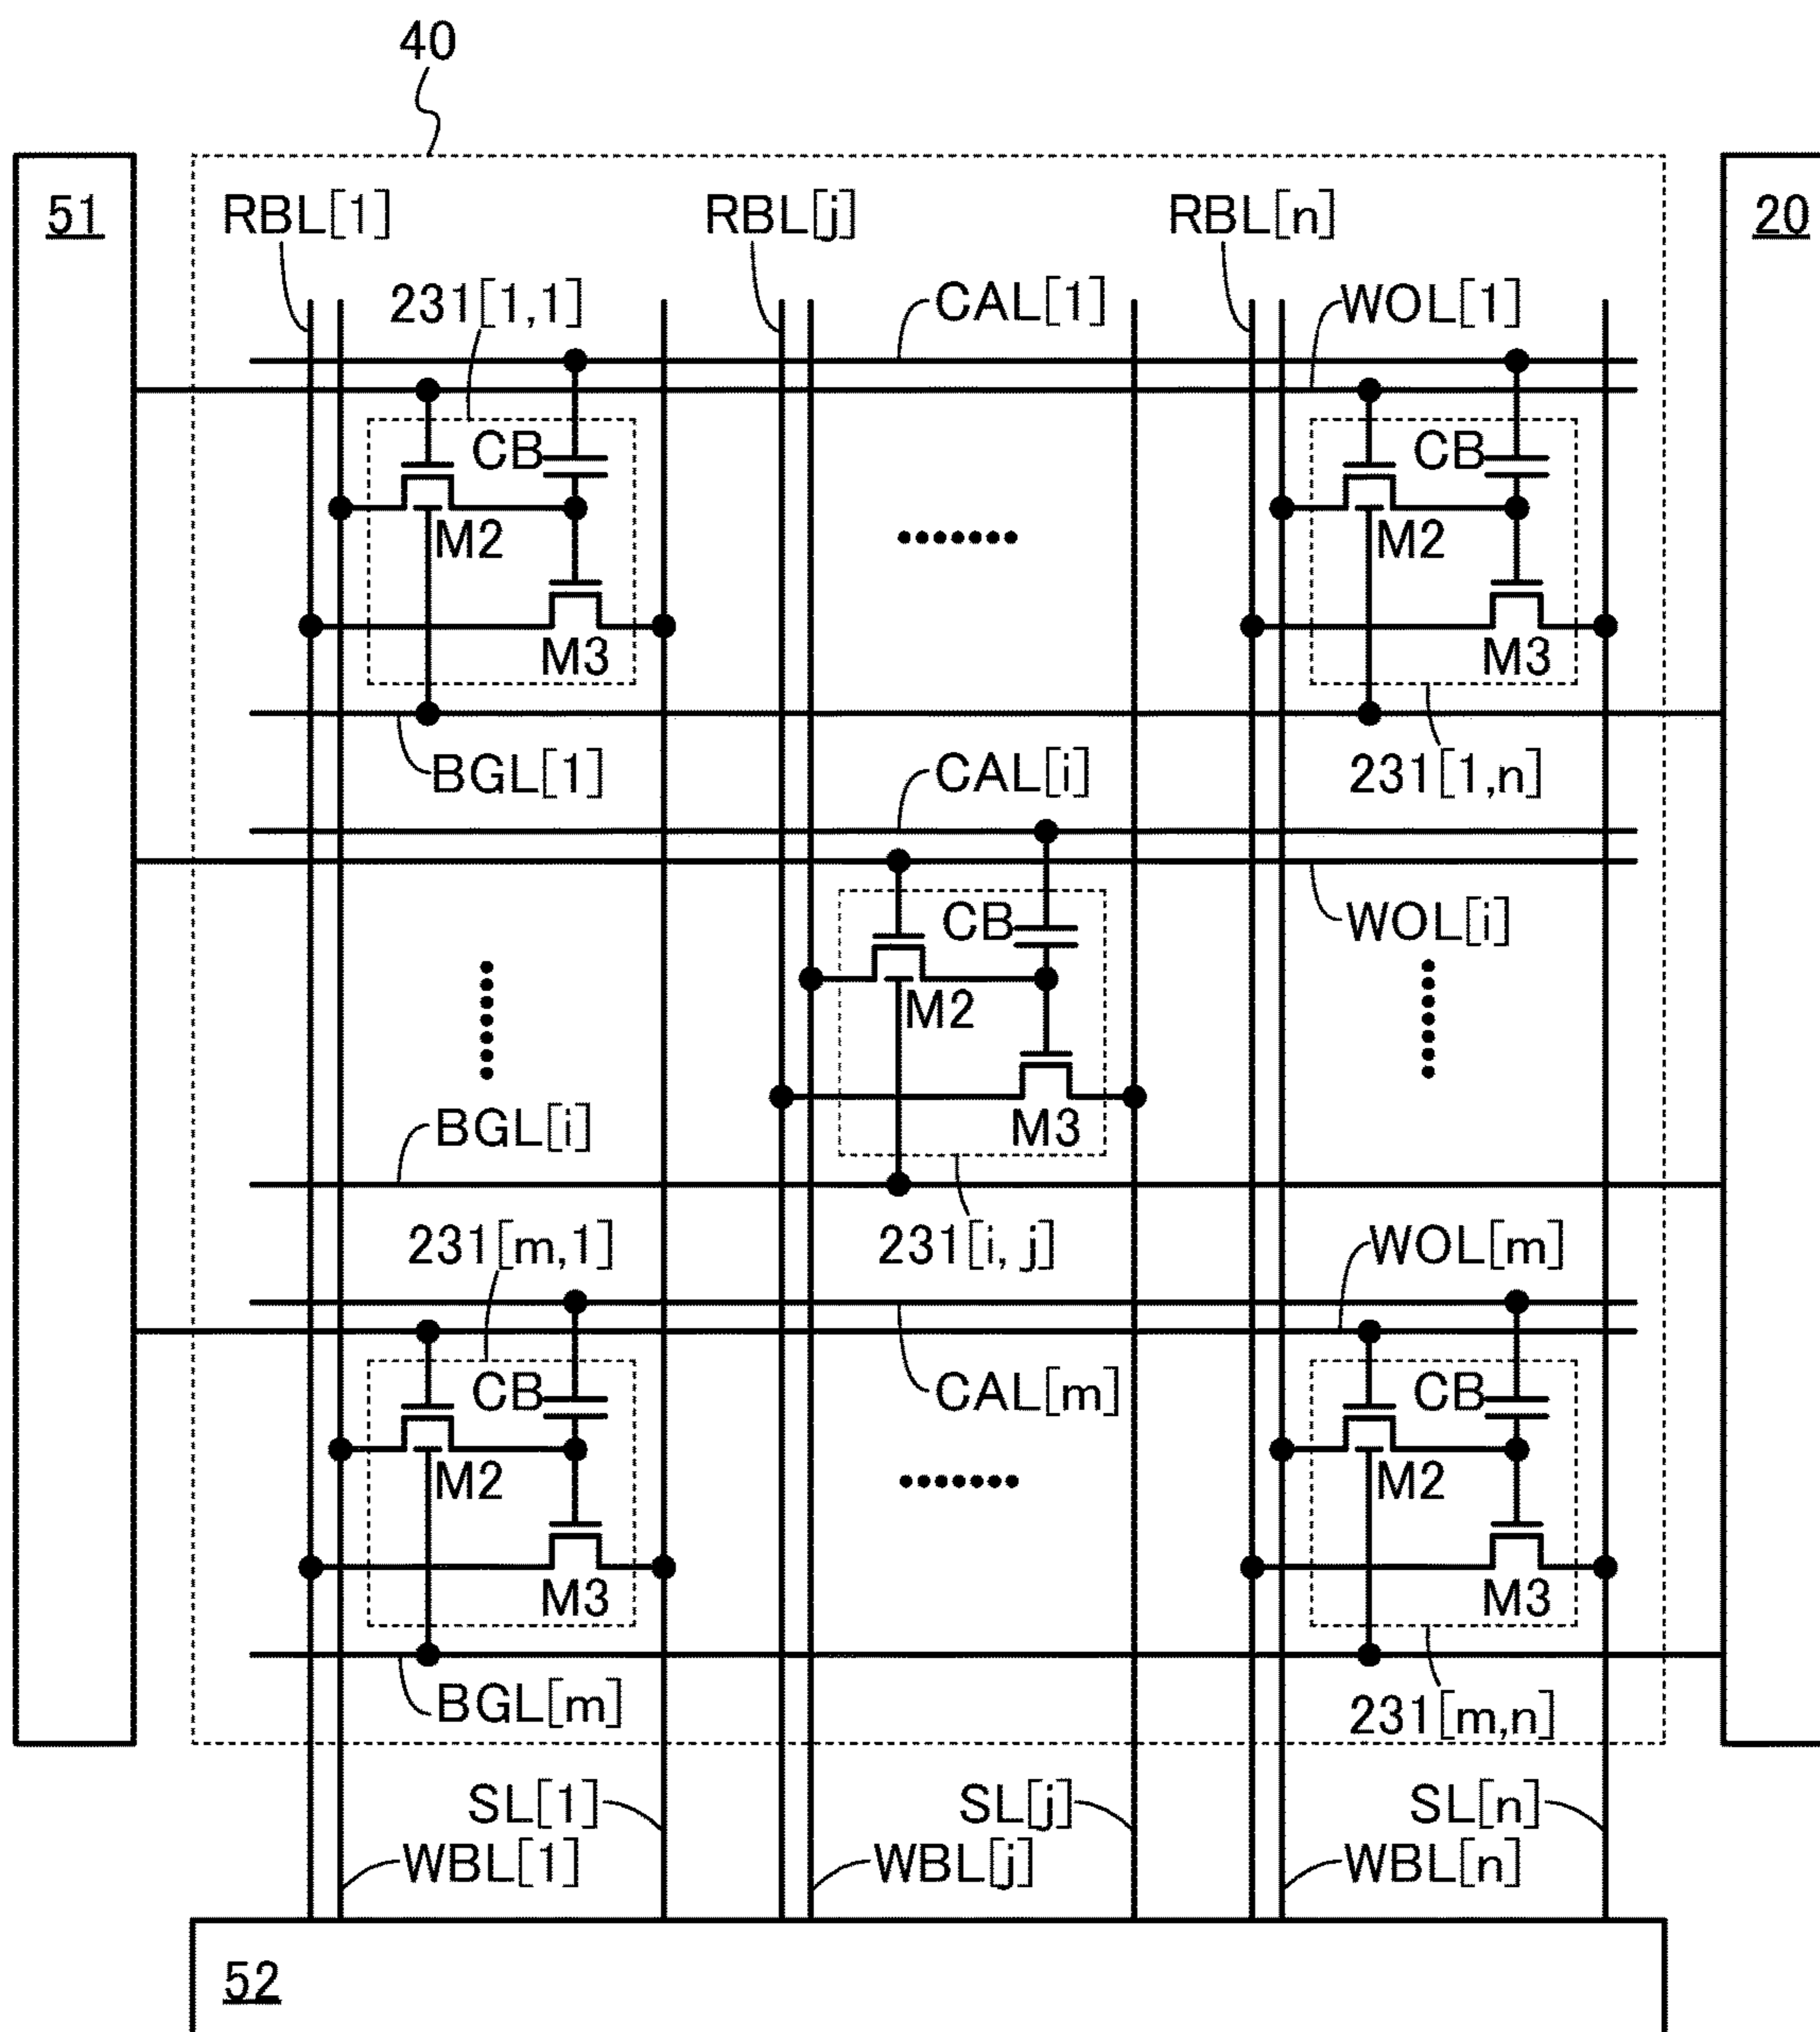 40
51
20
RBL[1]
RBL[j]
RBL[n]
231[1,1]
CAL[1]
WOL[1]
CB
M2
M3
CB
M2
M3
BGL[1]
CAL[i]
231[1,n]
CB
M2
M3
WOL[i]
BGL[i]
231[m,1]
231[i, j]
WOL[m]
CB
M2
M3
CAL[m]
CB
M2
M3
BGL[m]
231[m,n]
SL[1]
SL[j]
SL[n]
WBL[1]
WBL[j]
WBL[n]
52